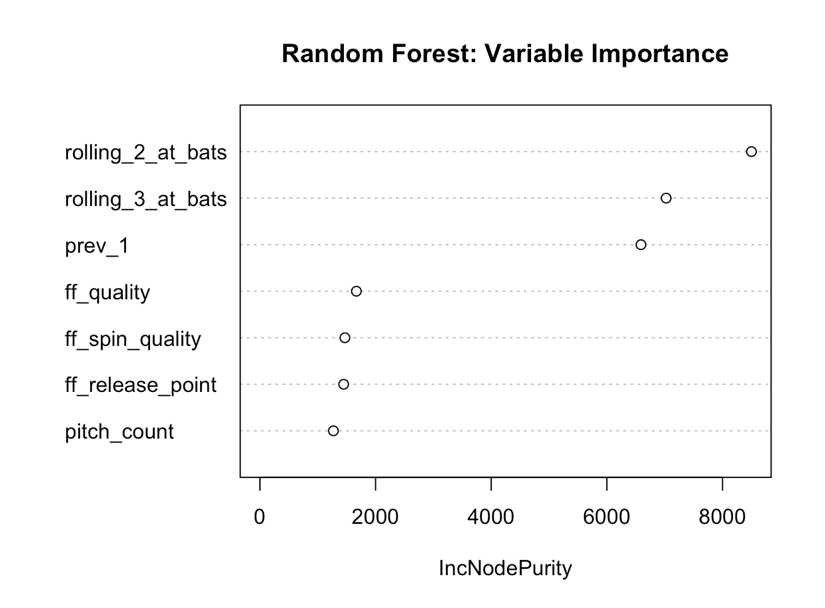 Random Forest: Variable Importance
rolling_2_at_bats
rolling_3_at_bats
prev_1
ff_quality
ff_spin_quality
ff_release_point
pitch_count
0 2000 4000 6000 8000
IncNodePurity